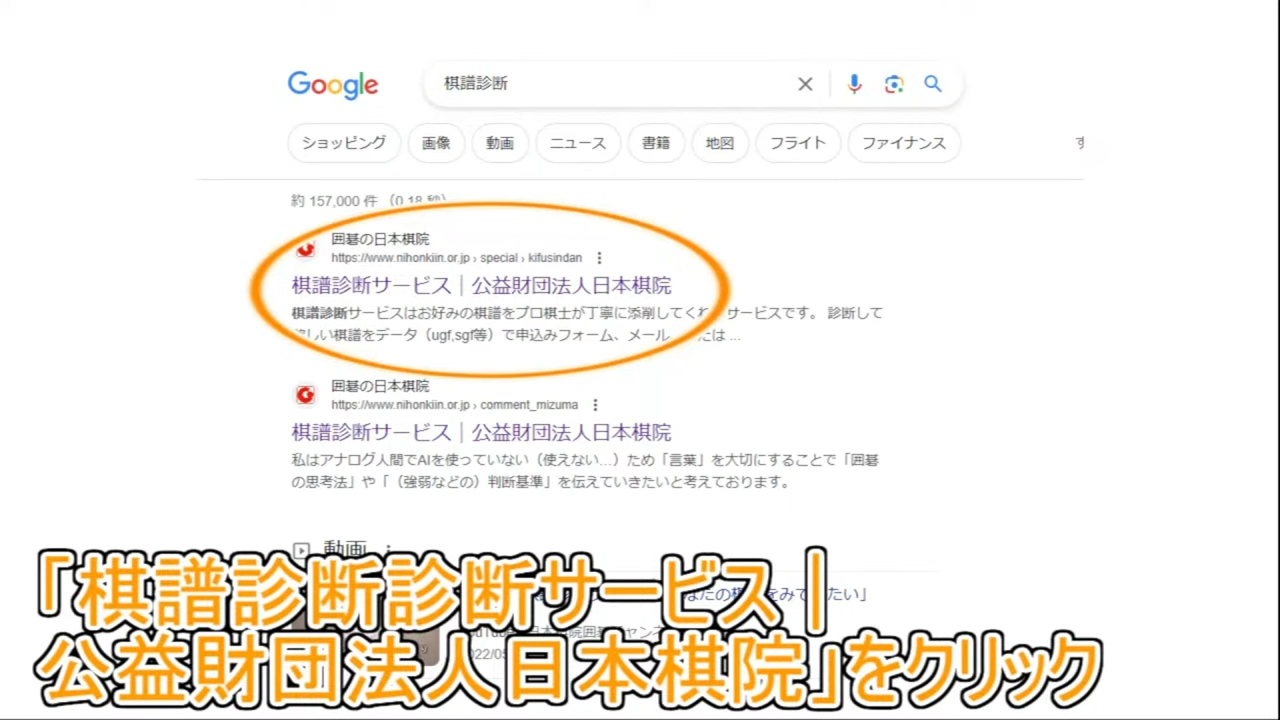 Google
棋譜診断
ショッピング 画像 動画 ニュース 書籍 地図 フライト ファイナンス
約 157,000 件 (0.18 秒)
囲碁の日本棋院
https://www.nihonkiin.or.jp › special › kifusindan
棋譜診断サービス｜公益財団法人日本棋院
棋譜診断サービスはお好みの棋譜をプロ棋士が丁寧に添削してくれ サービスです。 診断して
しい棋譜をデータ（ugf,sgf等）で申込みフォーム、メール たは ...
囲碁の日本棋院
https://www.nihonkiin.or.jp › comment_mizuma
棋譜診断サービス｜公益財団法人日本棋院
私はアナログ人間でAIを使っていない（使えない...）ため「言葉」を大切にすることで「囲碁
の思考法」や「（強弱などの）判断基準」を伝えていきたいと考えております。
動画
「棋譜診断診断サービス｜
公益財団法人日本棋院」をクリック